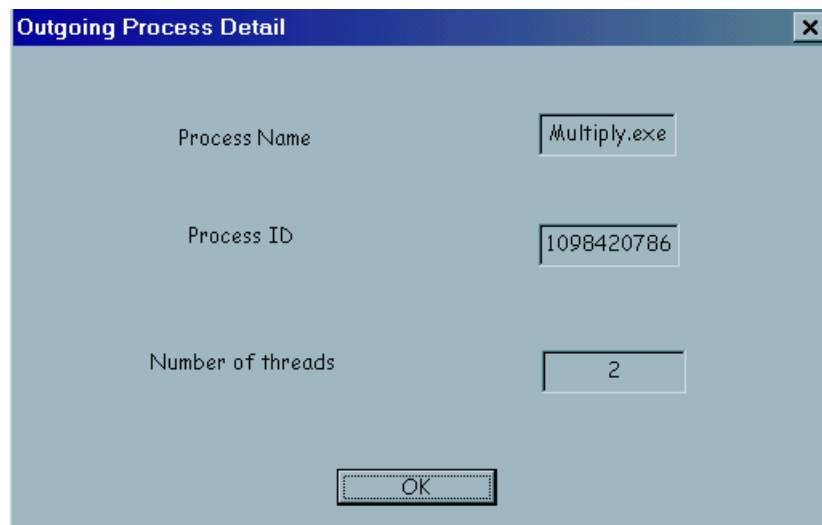 Outgoing Process Detail
Process Name Multiply.exe
Process ID 1098420786
Number of threads 2
OK